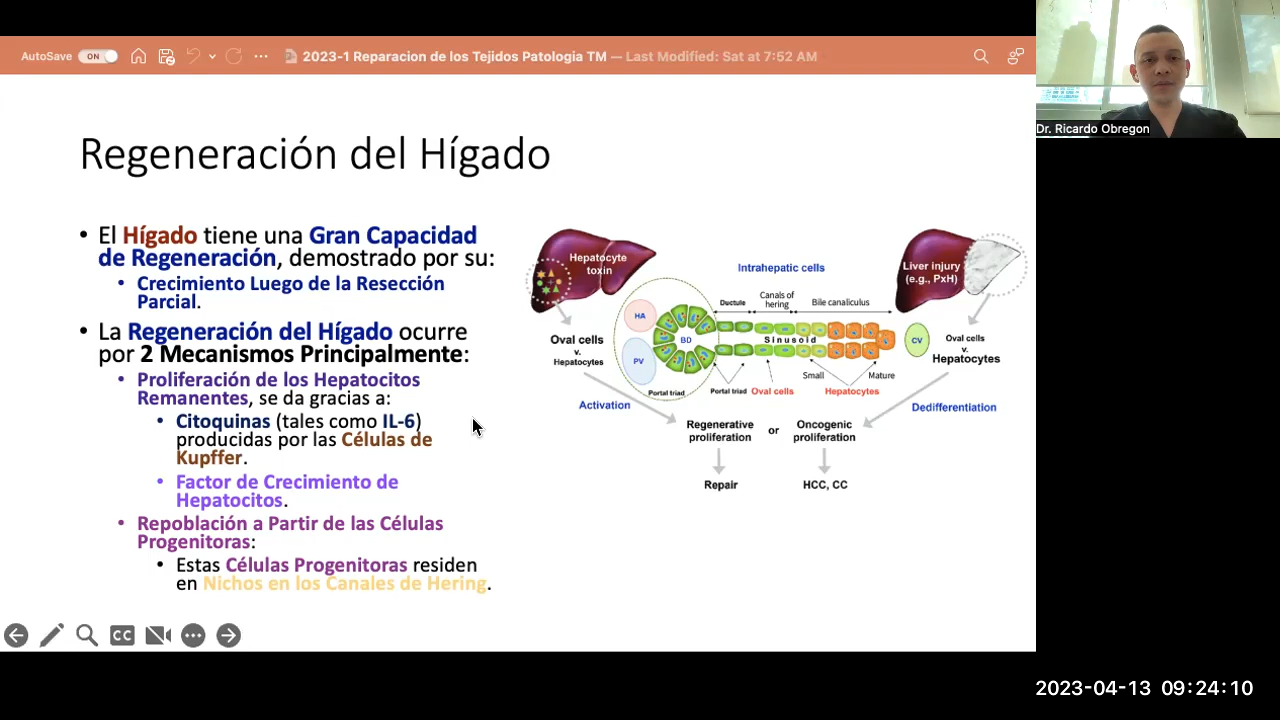 AutoSave ON 2023-1 Reparacion de los Tejidos Patologia TM — Last Modified: Sat at 7:52 AM
Dr. Ricardo Obregon
Regeneración del Hígado
• El Hígado tiene una Gran Capacidad
de Regeneración, demostrado por su:
• Crecimiento Luego de la Resección
Parcial.
• La Regeneración del Hígado ocurre
por 2 Mecanismos Principalmente:
• Proliferación de los Hepatocitos
Remanentes, se da gracias a:
• Citoquinas (tales como IL-6)
producidas por las Células de
Kupffer.
• Factor de Crecimiento de
Hepatocitos.
• Repoblación a Partir de las Células
Progenitoras:
• Estas Células Progenitoras residen
en Nichos en los Canales de Hering.
Hepatocyte
toxin
Oval cells
v.
Hepatocytes
Activation
Intrahepatic cells
Ductule
Canals of
hering
Bile canaliculus
HA
BD
PV
Portal triad
Sinusoid
CV
Portal triad
Oval cells
Small
Mature
Hepatocytes
Liver injury
(e.g., PxH)
Oval cells
v.
Hepatocytes
Dedifferentiation
Regenerative
proliferation
or
Oncogenic
proliferation
Repair
HCC, CC
CC
2023-04-13 09:24:10